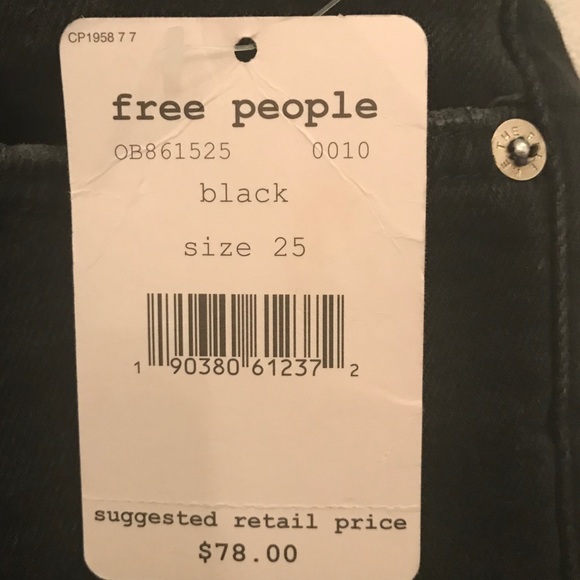 CP1958 7 7
free people
OB861525 0010
black
size 25
1 90380 61237 2
suggested retail price
$78.00
THE